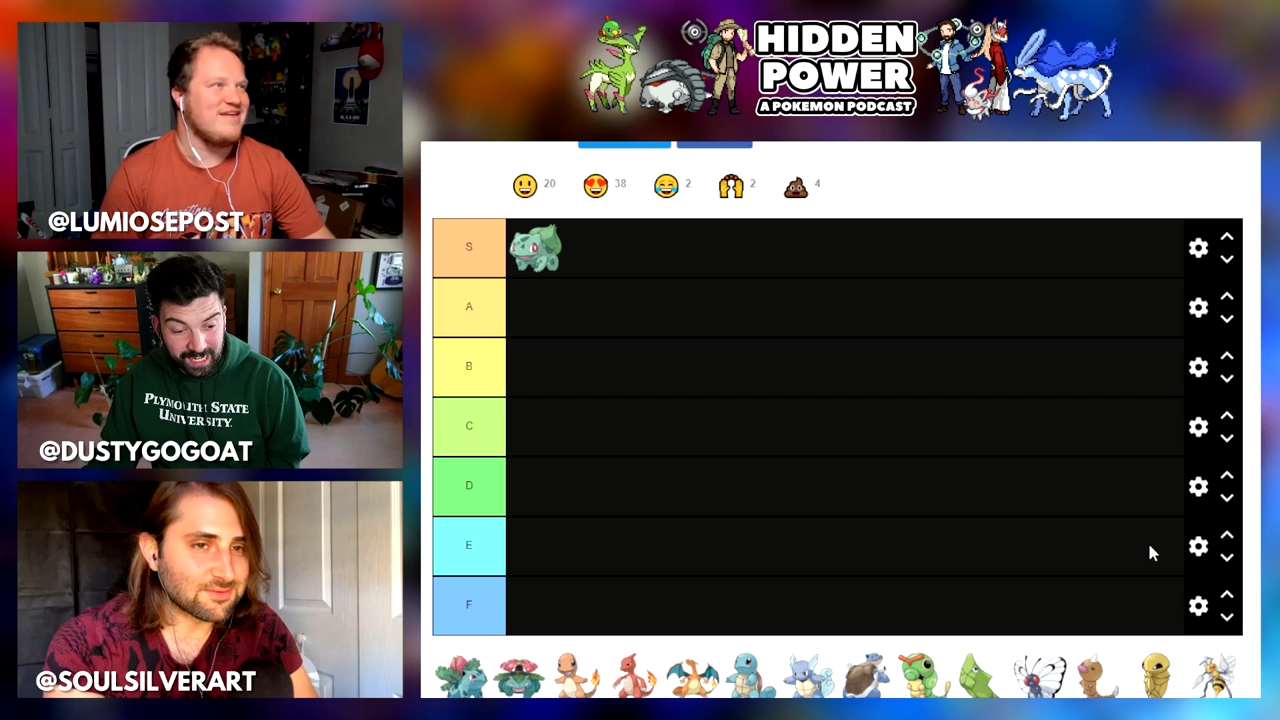 HIDDEN
POWER
A POKEMON PODCAST
@LUMIOSEPOST
PLYMOUTH STATE
UNIVERSITY.
@DUSTYGOGOAT
@SOULSILVERART
20
38
2
2
4
S
A
B
C
D
E
F